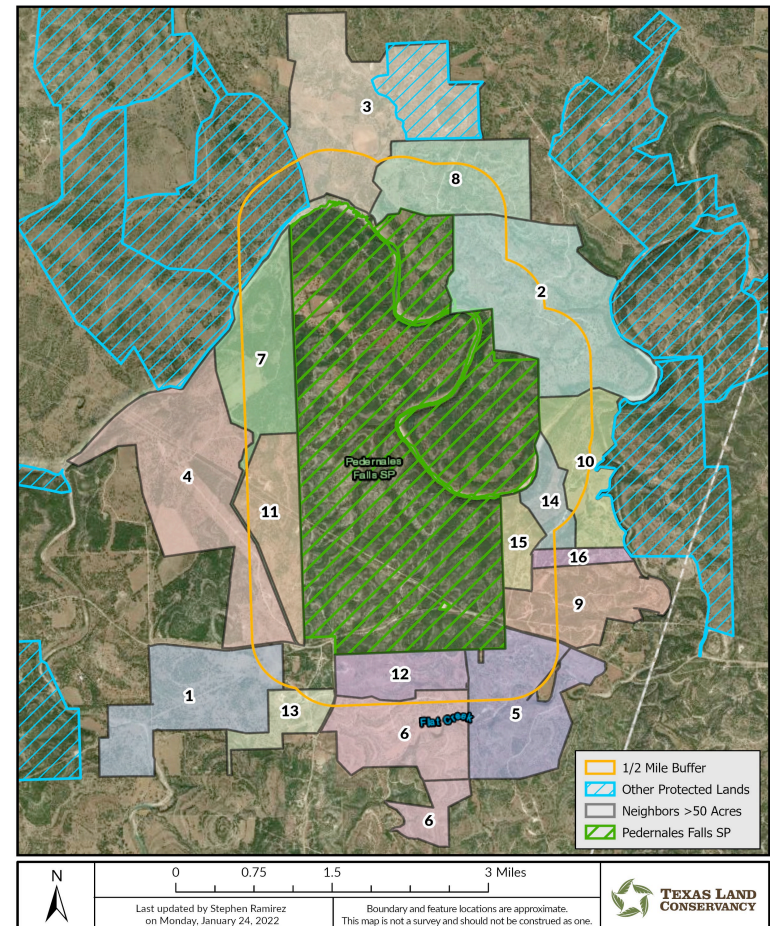 3
8
2
7
Pedernales
Falls SP
10
4
14
11
15
16
9
12
1
13
5
6
Flat Creek
6
1/2 Mile Buffer
Other Protected Lands
Neighbors >50 Acres
Pedernales Falls SP
N
0 0.75 1.5 3 Miles
Last updated by Stephen Ramirez
on Monday, January 24, 2022
Boundary and feature locations are approximate.
This map is not a survey and should not be construed as one.
TEXAS LAND
CONSERVANCY